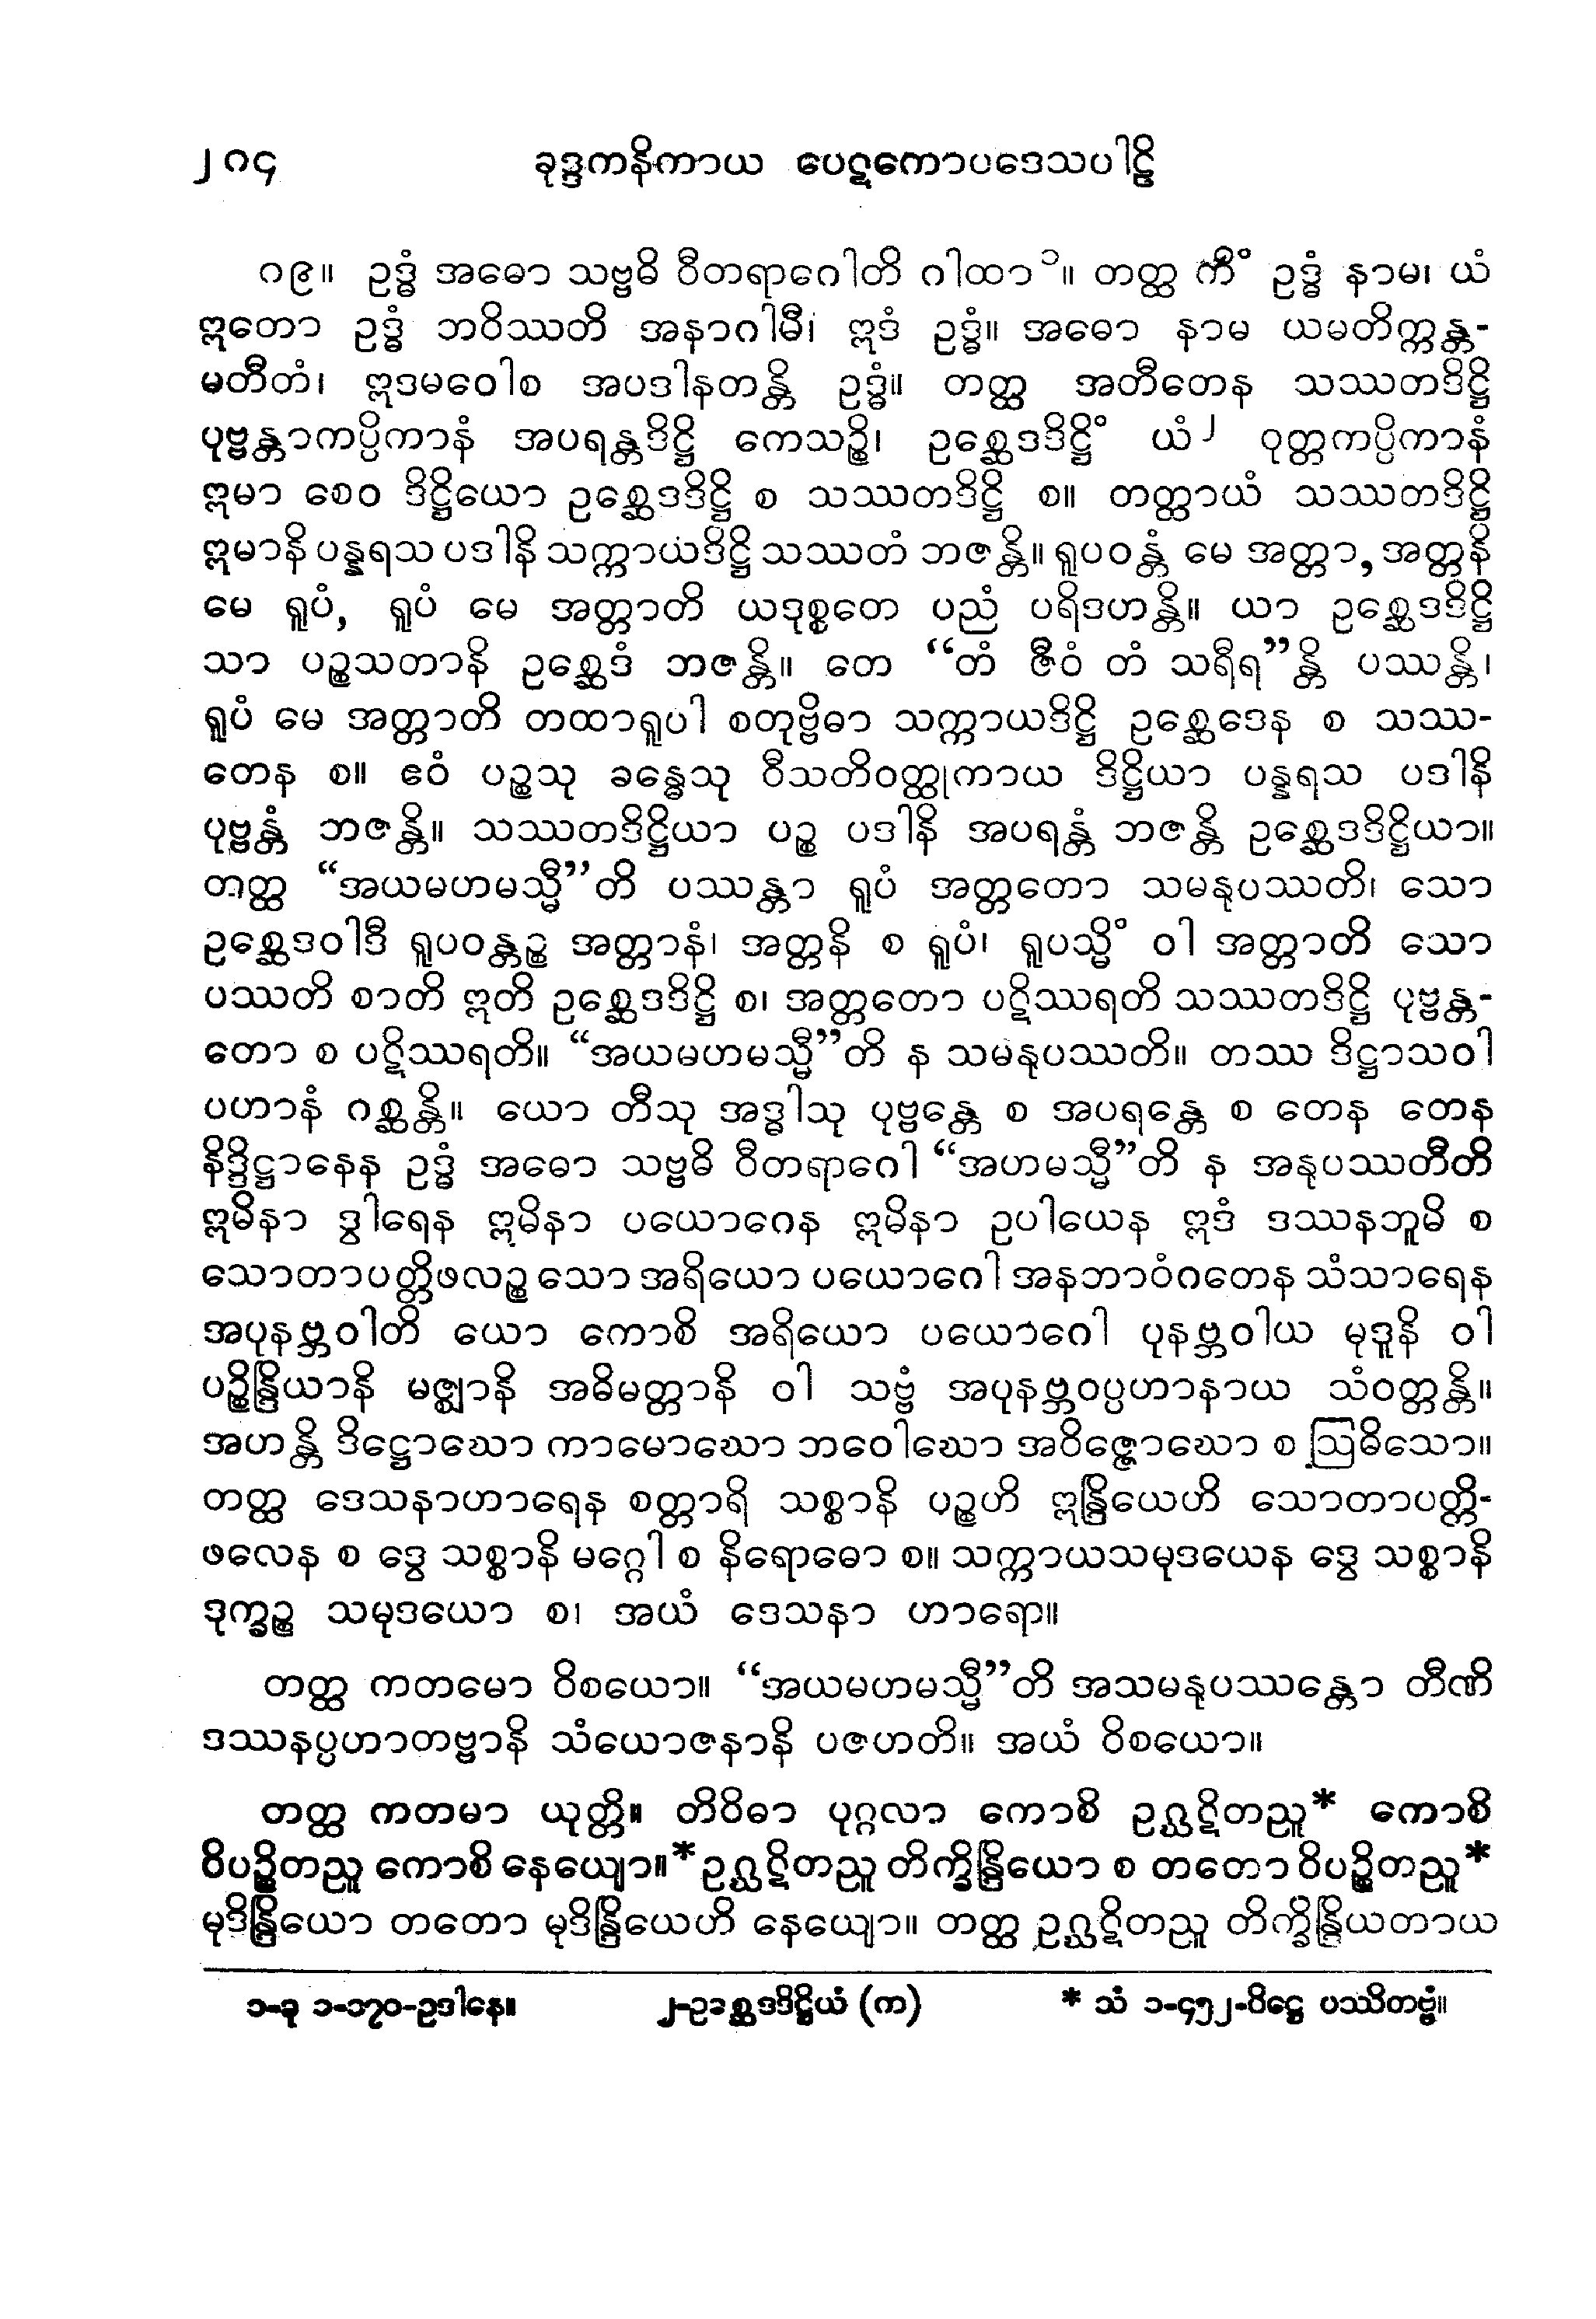 ၂၈၄ ခုဒ္ဒကနိကာယ ပေဋကောပဒေသပါဠိ
၈၉။ ဥဒ္ဓံ အဓော သဗ္ဗဓိ ဝီတရာဂေါတိ ဂါထာ ၁။ တတ္ထ ကိံ ဥဒ္ဓံ နာမ၊ ယံ
ဣတော ဥဒ္ဓံ ဘဝိဿတိ အနာဂါမီ၊ ဣဒံ ဥဒ္ဓံ။ အဓော နာမ ယမတိက္ကန္တ-
မတီတံ၊ ဣဒမဝေါစ အပဒါနတန္တိ ဥဒ္ဓံ။ တတ္ထ အတီတေန သဿတဒိဋ္ဌိ
ပုဗ္ဗန္တာကပ္ပိကာနံ အပရန္တဒိဋ္ဌိ ကေသဉ္စိ၊ ဥစ္ဆေဒဒိဋ္ဌိံ ယံ ၂ ဝုတ္တကပ္ပိကာနံ
ဣမာ စေဝ ဒိဋ္ဌိယော ဥစ္ဆေဒဒိဋ္ဌိ စ သဿတဒိဋ္ဌိ စ။ တတ္ထာယံ သဿတဒိဋ္ဌိ
ဣမာနိ ပန္နရသ ပဒါနိ သက္ကာယဒိဋ္ဌိ သဿတံ ဘဇန္တိ။ ရူပဝန္တံ မေ အတ္တာ, အတ္တနိ
မေ ရူပံ, ရူပံ မေ အတ္တာတိ ယဒုစ္စတေ ပညံ ပရိဒဟန္တိ။ ယာ ဥစ္ဆေဒဒိဋ္ဌိ
သာ ပဉ္စသတာနိ ဥစ္ဆေဒံ ဘဇန္တိ။ တေ “တံ ဇီဝံ တံ သရီရ”န္တိ ပဿန္တိ၊
ရူပံ မေ အတ္တာတိ တထာရူပါ စတုဗ္ဗိဓာ သက္ကာယဒိဋ္ဌိ ဥစ္ဆေဒေန စ သဿ-
တေန စ။ ဧဝံ ပဉ္စသု ခန္ဓေသု ဝီသတိဝတ္ထုကာယ ဒိဋ္ဌိယာ ပန္နရသ ပဒါနိ
ပုဗ္ဗန္တံ ဘဇန္တိ။ သဿတဒိဋ္ဌိယာ ပဉ္စ ပဒါနိ အပရန္တံ ဘဇန္တိ ဥစ္ဆေဒဒိဋ္ဌိယာ။
တတ္ထ “အယမဟမသ္မီ”တိ ပဿန္တာ ရူပံ အတ္တတော သမနုပဿတိ၊ သော
ဥစ္ဆေဒဝါဒီ ရူပဝန္တဉ္စ အတ္တာနံ၊ အတ္တနိ စ ရူပံ၊ ရူပသ္မိံ ဝါ အတ္တာတိ သော
ပဿတိ စာတိ ဣတိ ဥစ္ဆေဒဒိဋ္ဌိ စ၊ အတ္တတော ပဋိဿရတိ သဿတဒိဋ္ဌိ ပုဗ္ဗန္တ-
တော စ ပဋိဿရတိ။ “အယမဟမသ္မီ”တိ န သမနုပဿတိ။ တဿ ဒိဋ္ဌာသဝါ
ပဟာနံ ဂစ္ဆန္တိ။ ယော တီသု အဒ္ဓါသု ပုဗ္ဗန္တေ စ အပရန္တေ စ တေန တေန
နိဒ္ဒိဋ္ဌာနေန ဥဒ္ဓံ အဓော သဗ္ဗဓိ ဝီတရာဂေါ “အဟမသ္မီ”တိ န အနုပဿတီတိ
ဣမိနာ ဒွါရေန ဣမိနာ ပယောဂေန ဣမိနာ ဥပါယေန ဣဒံ ဒဿနဘူမိ စ
သောတာပတ္တိဖလဉ္စ သော အရိယော ပယောဂေါ အနဘာဝံဂတေန သံသာရေန
အပုနဗ္ဘဝါတိ ယော ကောစိ အရိယော ပယောဂေါ ပုနဗ္ဘဝါယ မုဒူနိ ဝါ
ပဉ္စိန္ဒြိယာနိ မဇ္ဈာနိ အဓိမတ္တာနိ ဝါ သဗ္ဗံ အပုနဗ္ဘဝပ္ပဟာနာယ သံဝတ္တန္တိ။
အဟန္တိ ဒိဋ္ဌောဃော ကာမောဃော ဘဝေါဃော အဝိဇ္ဇောဃော စ ဩဓိသော။
တတ္ထ ဒေသနာဟာရေန စတ္တာရိ သစ္စာနိ ပဉ္စဟိ ဣန္ဒြိယေဟိ သောတာပတ္တိ-
ဖလေန စ ဒွေ သစ္စာနိ မဂ္ဂေါ စ နိရောဓော စ။ သက္ကာယသမုဒယေန ဒွေ သစ္စာနိ
ဒုက္ခဉ္စ သမုဒယော စ၊ အယံ ဒေသနာ ဟာရော။
တတ္ထ ကတမော ဝိစယော။ “အယမဟမသ္မီ”တိ အသမနုပဿန္တော တီဏိ
ဒဿနပ္ပဟာတဗ္ဗာနိ သံယောဇနာနိ ပဇဟတိ။ အယံ ဝိစယော။
တတ္ထ ကတမာ ယုတ္တိ။ တိဝိဓာ ပုဂ္ဂလာ ကောစိ ဥဂ္ဃဋိတညူ* ကောစိ
ဝိပဉ္စိတညူ ကောစိ နေယျော။* ဥဂ္ဃဋိတညူ တိက္ခိန္ဒြိယော စ တတော ဝိပဉ္စိတညူ*
မုဒိန္ဒြိယော တတော မုဒိန္ဒြိယေဟိ နေယျော။ တတ္ထ ဥဂ္ဃဋိတညူ တိက္ခိန္ဒြိယတာယ
၁-ခု ၁-၁၇၀-ဥဒါနေ။ ၂-ဥစ္ဆေဒဒိဋ္ဌိယံ (က) * သံ ၁-၄၅၂-ပိဋ္ဌေ ပဿိတဗ္ဗံ။